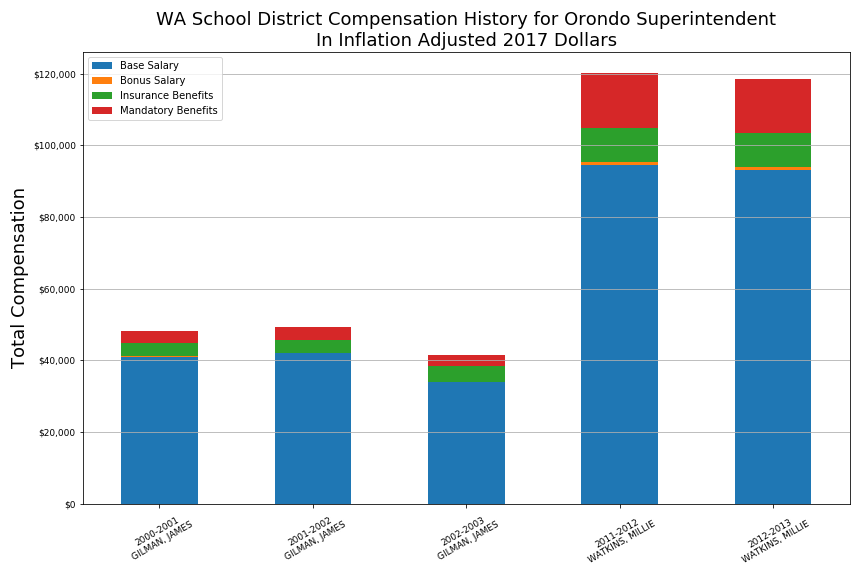 WA School District Compensation History for Orondo Superintendent
In Inflation Adjusted 2017 Dollars
Base Salary
Bonus Salary
Insurance Benefits
Mandatory Benefits
Total Compensation
$120,000
$100,000
$80,000
$60,000
$40,000
$20,000
$0
2000-2001
GILMAN, JAMES
2001-2002
GILMAN, JAMES
2002-2003
GILMAN, JAMES
2011-2012
WATKINS, MILLIE
2012-2013
WATKINS, MILLIE